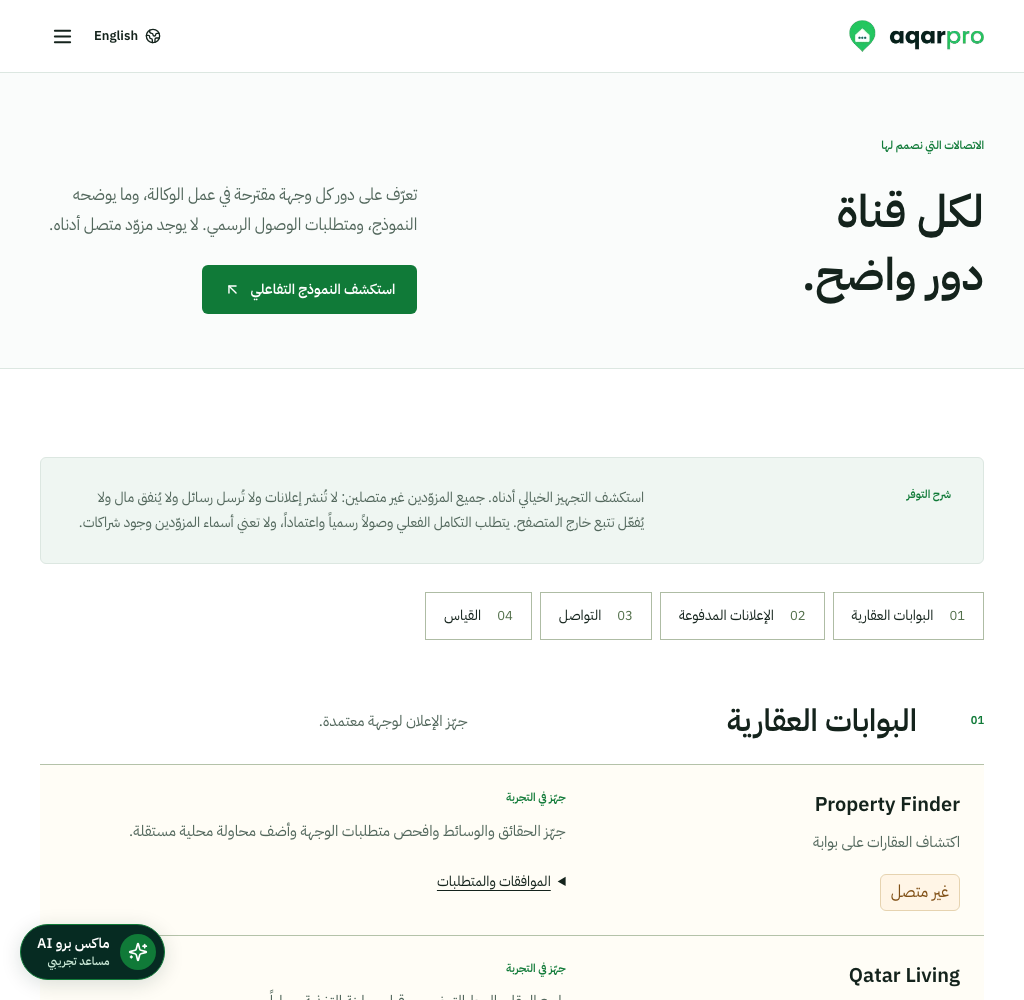 aqarpro
English
الاتصالات التي نصمم لها
لكل قناة
دور واضح.
تعرّف على دور كل وجهة مقترحة في عمل الوكالة، وما يوضحه
النموذج، ومتطلبات الوصول الرسمي. لا يوجد مزوّد متصل أدناه.
استكشف النموذج التفاعلي
شرح التوفر
استكشف التجهيز الخيالي أدناه. جميع المزوّدين غير متصلين: لا تُنشر إعلانات ولا تُرسل رسائل ولا يُنفق مال ولا
يُفعّل تتبع خارج المتصفح. يتطلب التكامل الفعلي وصولاً رسمياً واعتماداً، ولا تعني أسماء المزوّدين وجود شراكات.
01 البوابات العقارية
02 الإعلانات المدفوعة
03 التواصل
04 القياس
01
البوابات العقارية
جهّز الإعلان لوجهة معتمدة.
Property Finder
اكتشاف العقارات على بوابة
غير متصل
جهّز في التجربة
جهّز الحقائق والوسائط وافحص متطلبات الوجهة وأضف محاولة محلية مستقلة.
الموافقات والمتطلبات
Qatar Living
جهّز في التجربة
ماكس برو AI
مساعد تجريبي